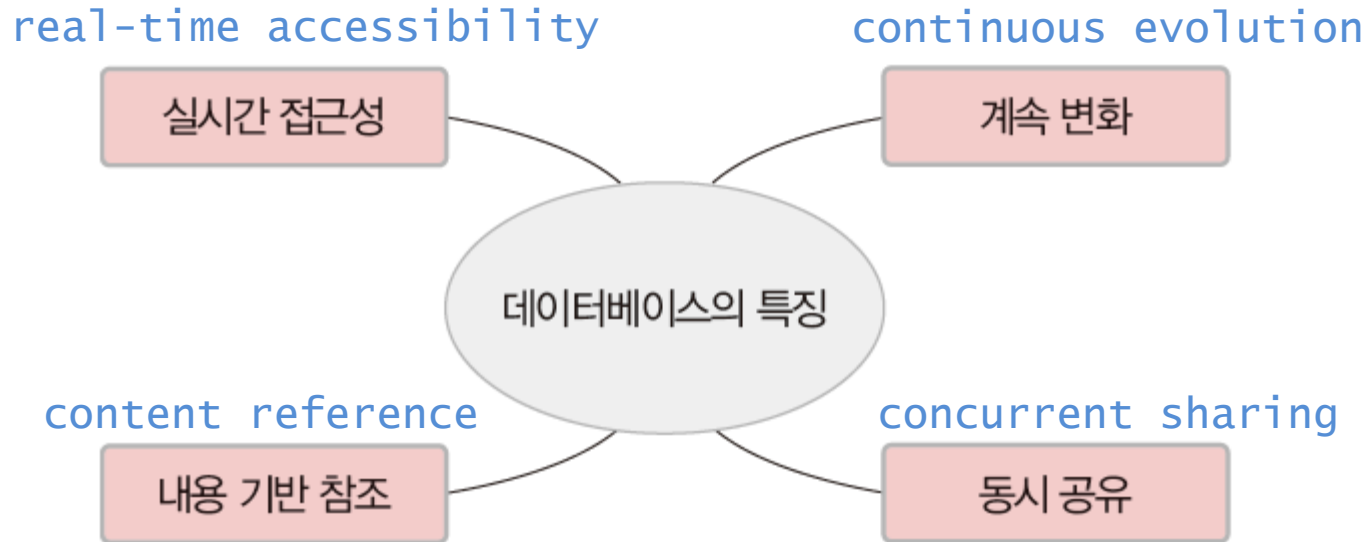 real-time accessibility
continuous evolution
실시간 접근성
계속 변화
데이터베이스의 특징
content reference
concurrent sharing
내용 기반 참조
동시 공유